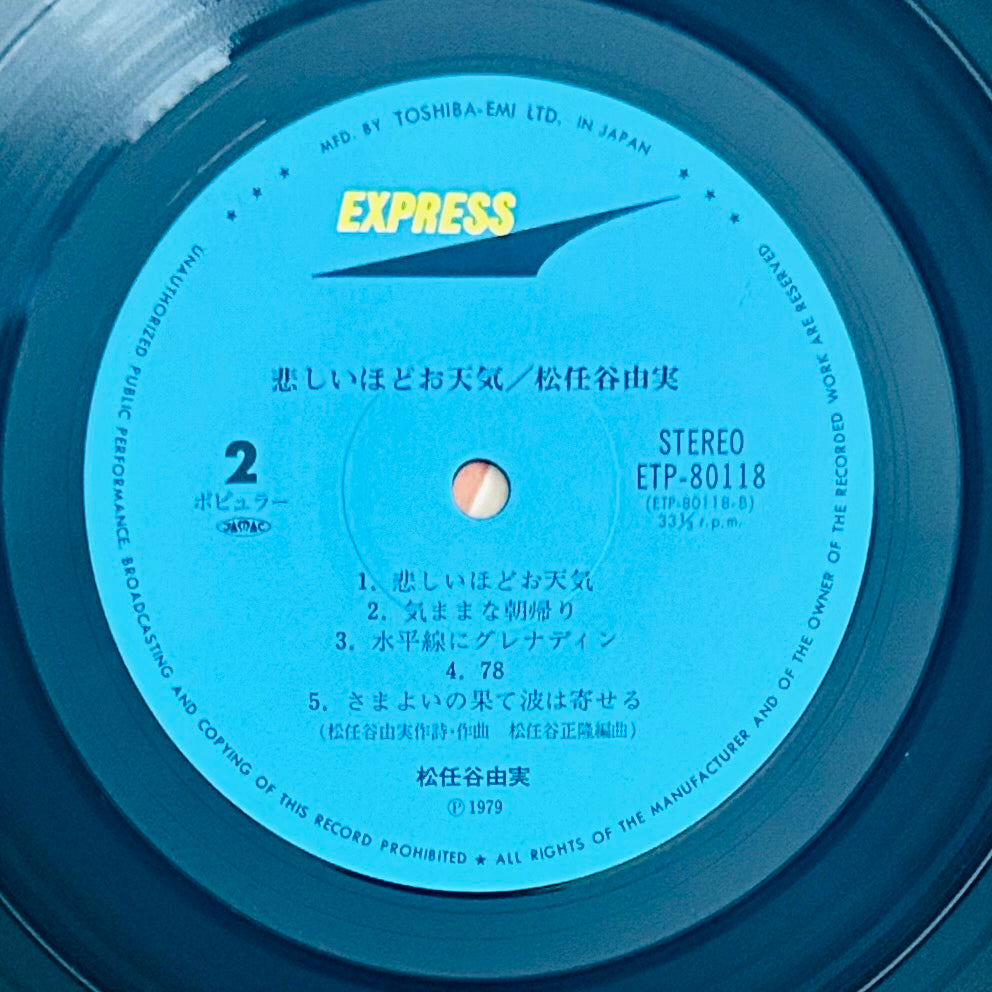 MFD. BY TOSHIBA-EMI LTD. IN JAPAN
★ ★ ★
★ ★ ★
EXPRESS
悲しいほどお天気／松任谷由実
2
ポピュラー
JASRAC
STEREO
ETP-80118
(ETP-80118-B)
33⅓ r.p.m.
1. 悲しいほどお天気
2. 気ままな朝帰り
3. 水平線にグレナディン
4. 78
5. さまよいの果て波は寄せる
(松任谷由実作詩・作曲　松任谷正隆編曲)
松任谷由実
Ⓟ1979
UNAUTHORIZED PUBLIC PERFORMANCE, BROADCASTING AND COPYING OF THIS RECORD PROHIBITED ★ ALL RIGHTS OF THE MANUFACTURER AND OF THE OWNER OF THE RECORDED WORK ARE RESERVED